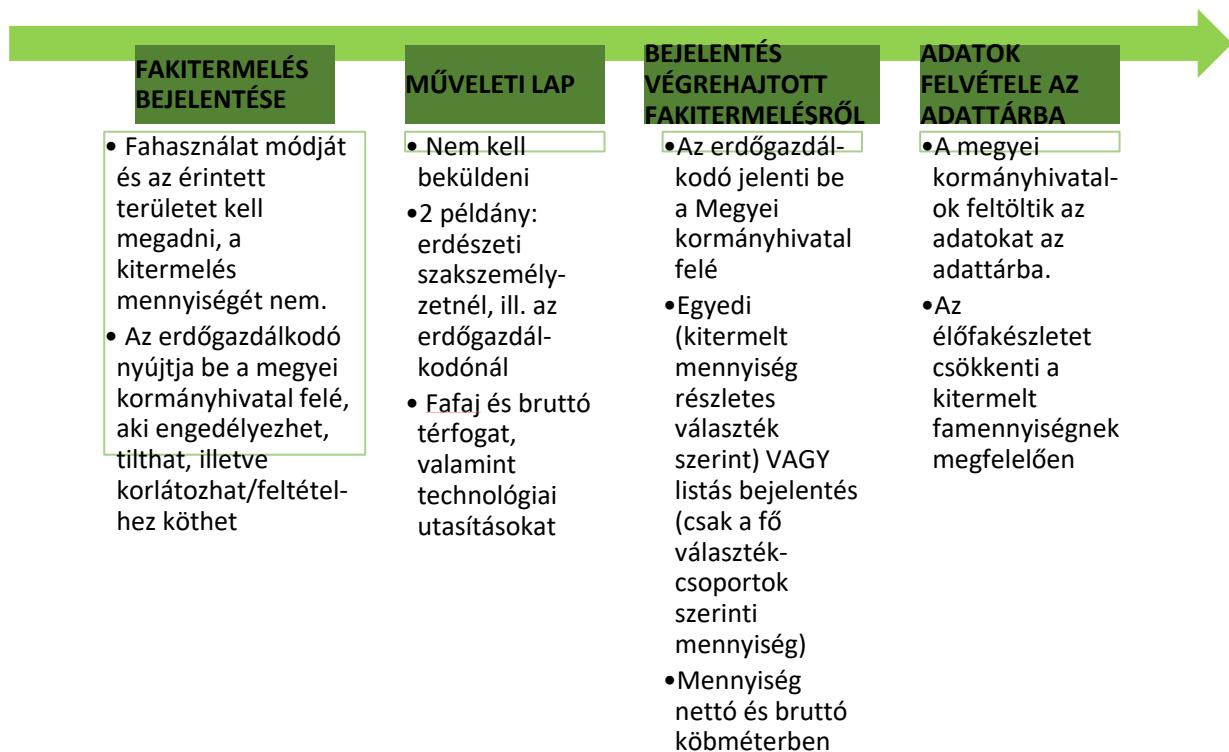 FAKITERMELÉS
BEJELENTÉSE
• Fahasználat módját
és az érintett
területet kell
megadni, a
kitermelés
mennyiségét nem.
• Az erdőgazdálkodó
nyújtja be a megyei
kormányhivatal felé,
aki engedélyezhet,
tilthat, illetve
korlátozhat/feltétel-
hez köthet
MŰVELETI LAP
• Nem kell
beküldeni
•2 példány:
erdészeti
szakszemély-
zetnél, ill. az
erdőgazdál-
kodónál
• Fafaj és bruttó
térfogat,
valamint
technológiai
utasításokat
BEJELENTÉS
VÉGREHAJTOTT
FAKITERMELÉSRŐL
•Az erdőgazdál-
kodó jelenti be
a Megyei
kormányhivatal
felé
•Egyedi
(kitermelt
mennyiség
részletes
választék
szerint) VAGY
listás bejelentés
(csak a fő
választék-
csoportok
szerinti
mennyiség)
•Mennyiség
nettó és bruttó
köbméterben
ADATOK
FELVÉTELE AZ
ADATTÁRBA
•A megyei
kormányhivatal-
ok feltöltik az
adatokat az
adattárba.
•Az
élőfakészletet
csökkenti a
kitermelt
famennyiségnek
megfelelően